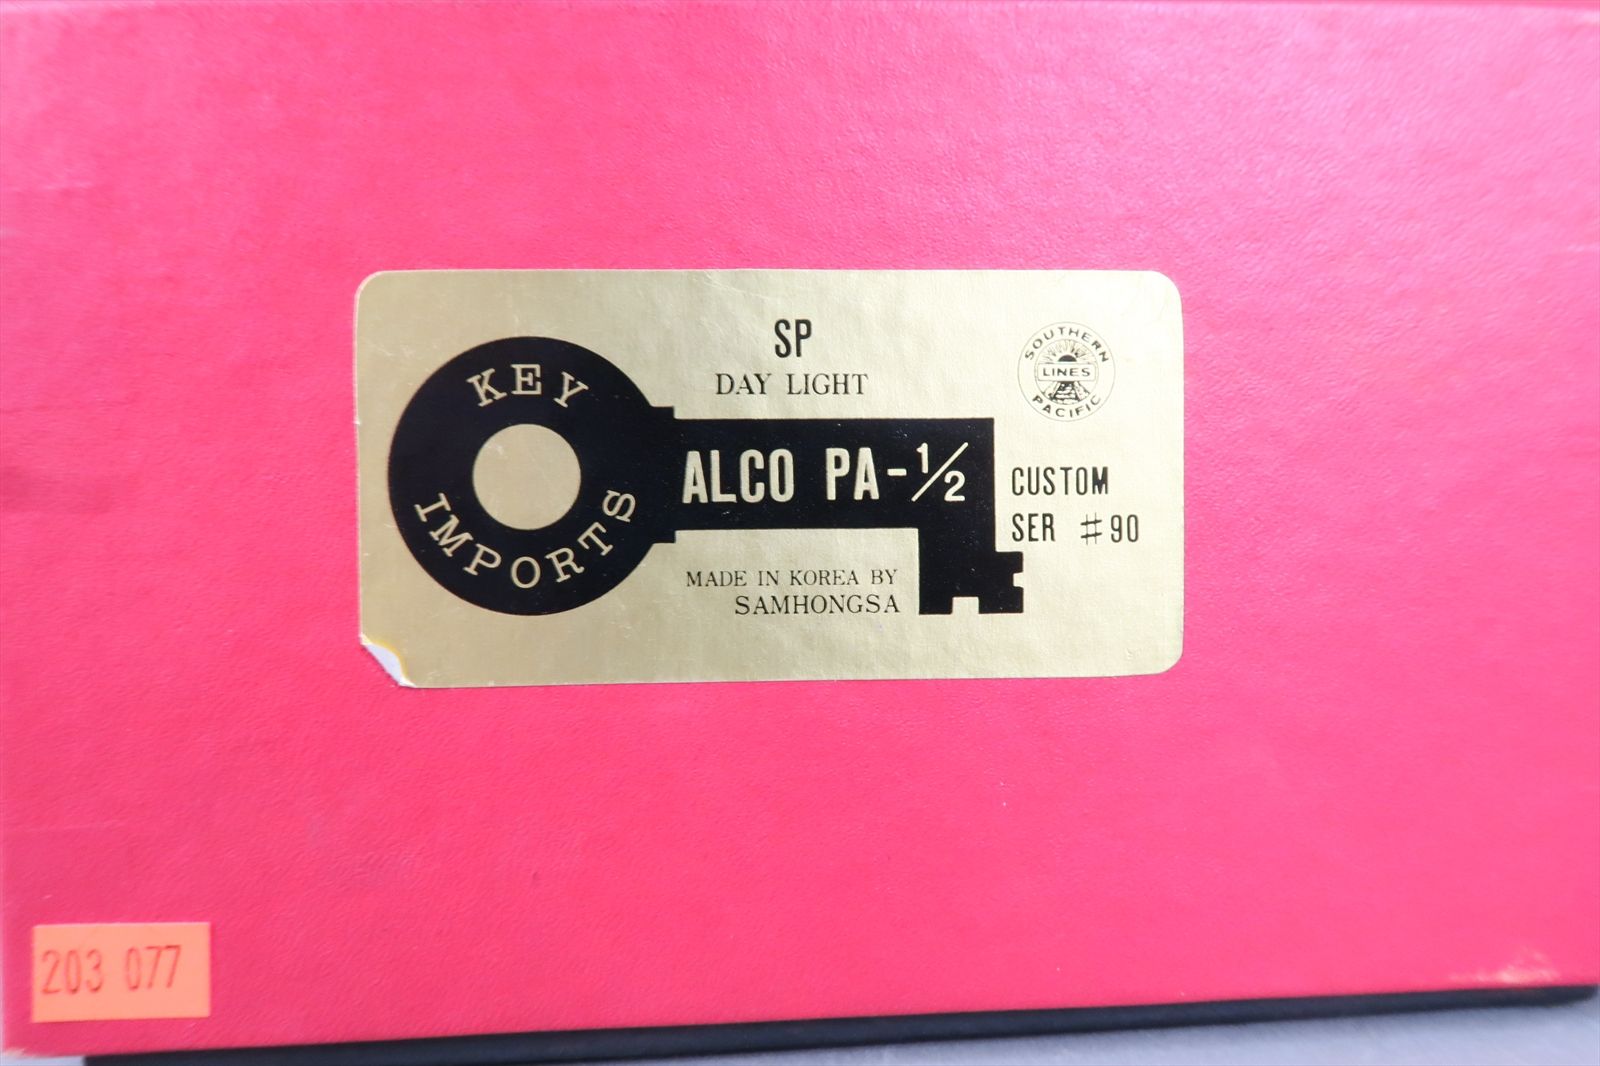 SP
DAY LIGHT
SOUTHERN
LINES
PACIFIC
KEY
IMPORTS
ALCO PA-1/2
CUSTOM
SER #90
MADE IN KOREA BY
SAMHONGSA
203 077